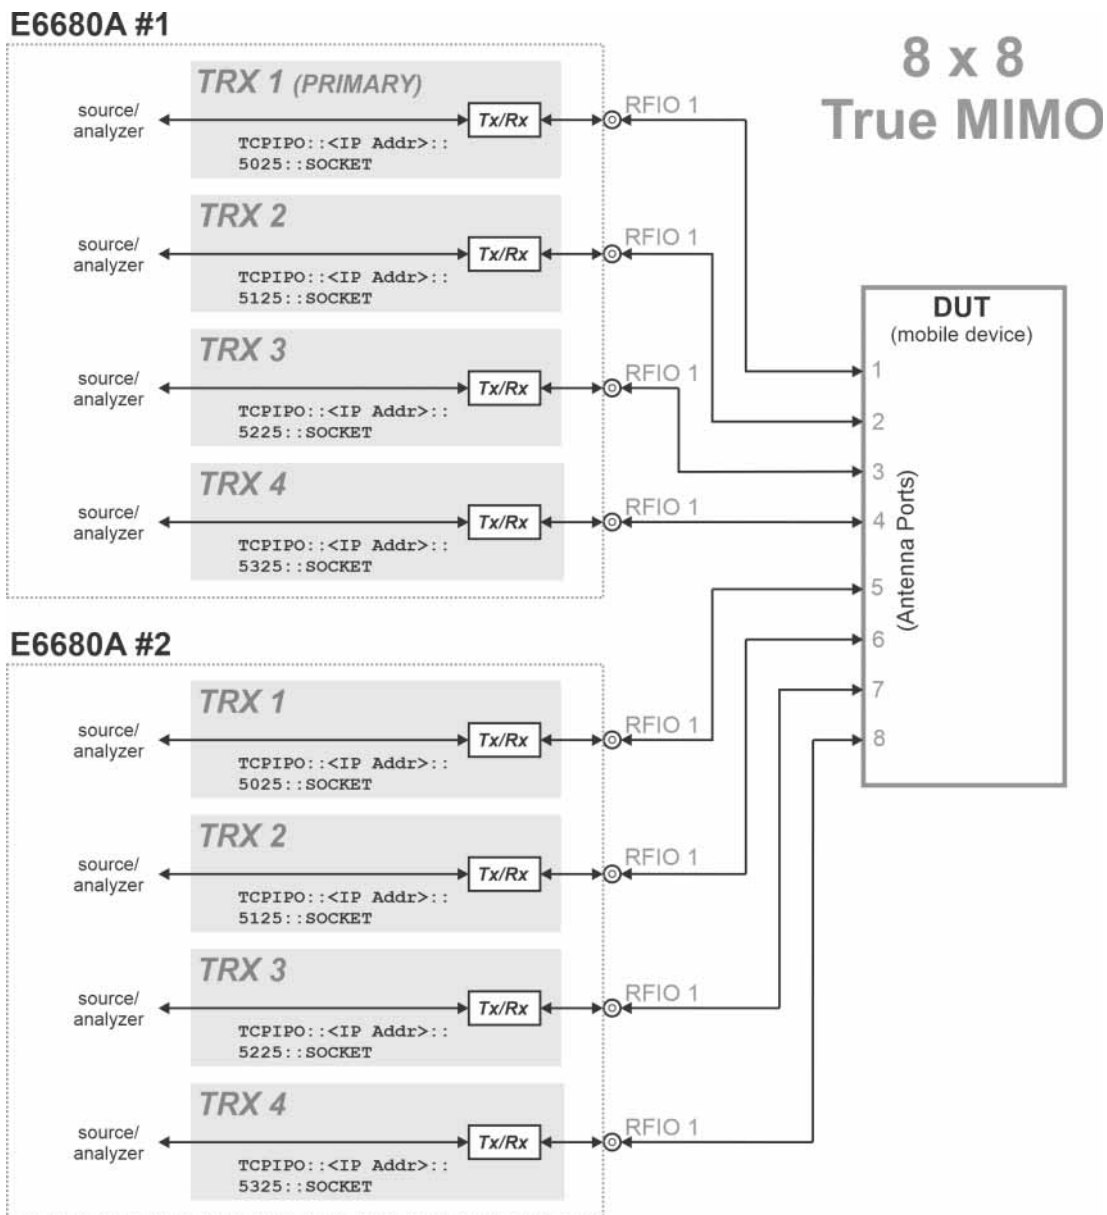 E6680A #1
8 x 8
True MIMO
TRX 1 (PRIMARY)
source/
analyzer
Tx/Rx
RFIO 1
TCPIPO::<IP Addr>::
5025::SOCKET
TRX 2
source/
analyzer
Tx/Rx
RFIO 1
TCPIPO::<IP Addr>::
5125::SOCKET
TRX 3
source/
analyzer
Tx/Rx
RFIO 1
TCPIPO::<IP Addr>::
5225::SOCKET
TRX 4
source/
analyzer
Tx/Rx
RFIO 1
TCPIPO::<IP Addr>::
5325::SOCKET
DUT
(mobile device)
1
2
3
4
5
6
7
8
(Antenna Ports)
E6680A #2
TRX 1
source/
analyzer
Tx/Rx
RFIO 1
TCPIPO::<IP Addr>::
5025::SOCKET
TRX 2
source/
analyzer
Tx/Rx
RFIO 1
TCPIPO::<IP Addr>::
5125::SOCKET
TRX 3
source/
analyzer
Tx/Rx
RFIO 1
TCPIPO::<IP Addr>::
5225::SOCKET
TRX 4
source/
analyzer
Tx/Rx
RFIO 1
TCPIPO::<IP Addr>::
5325::SOCKET